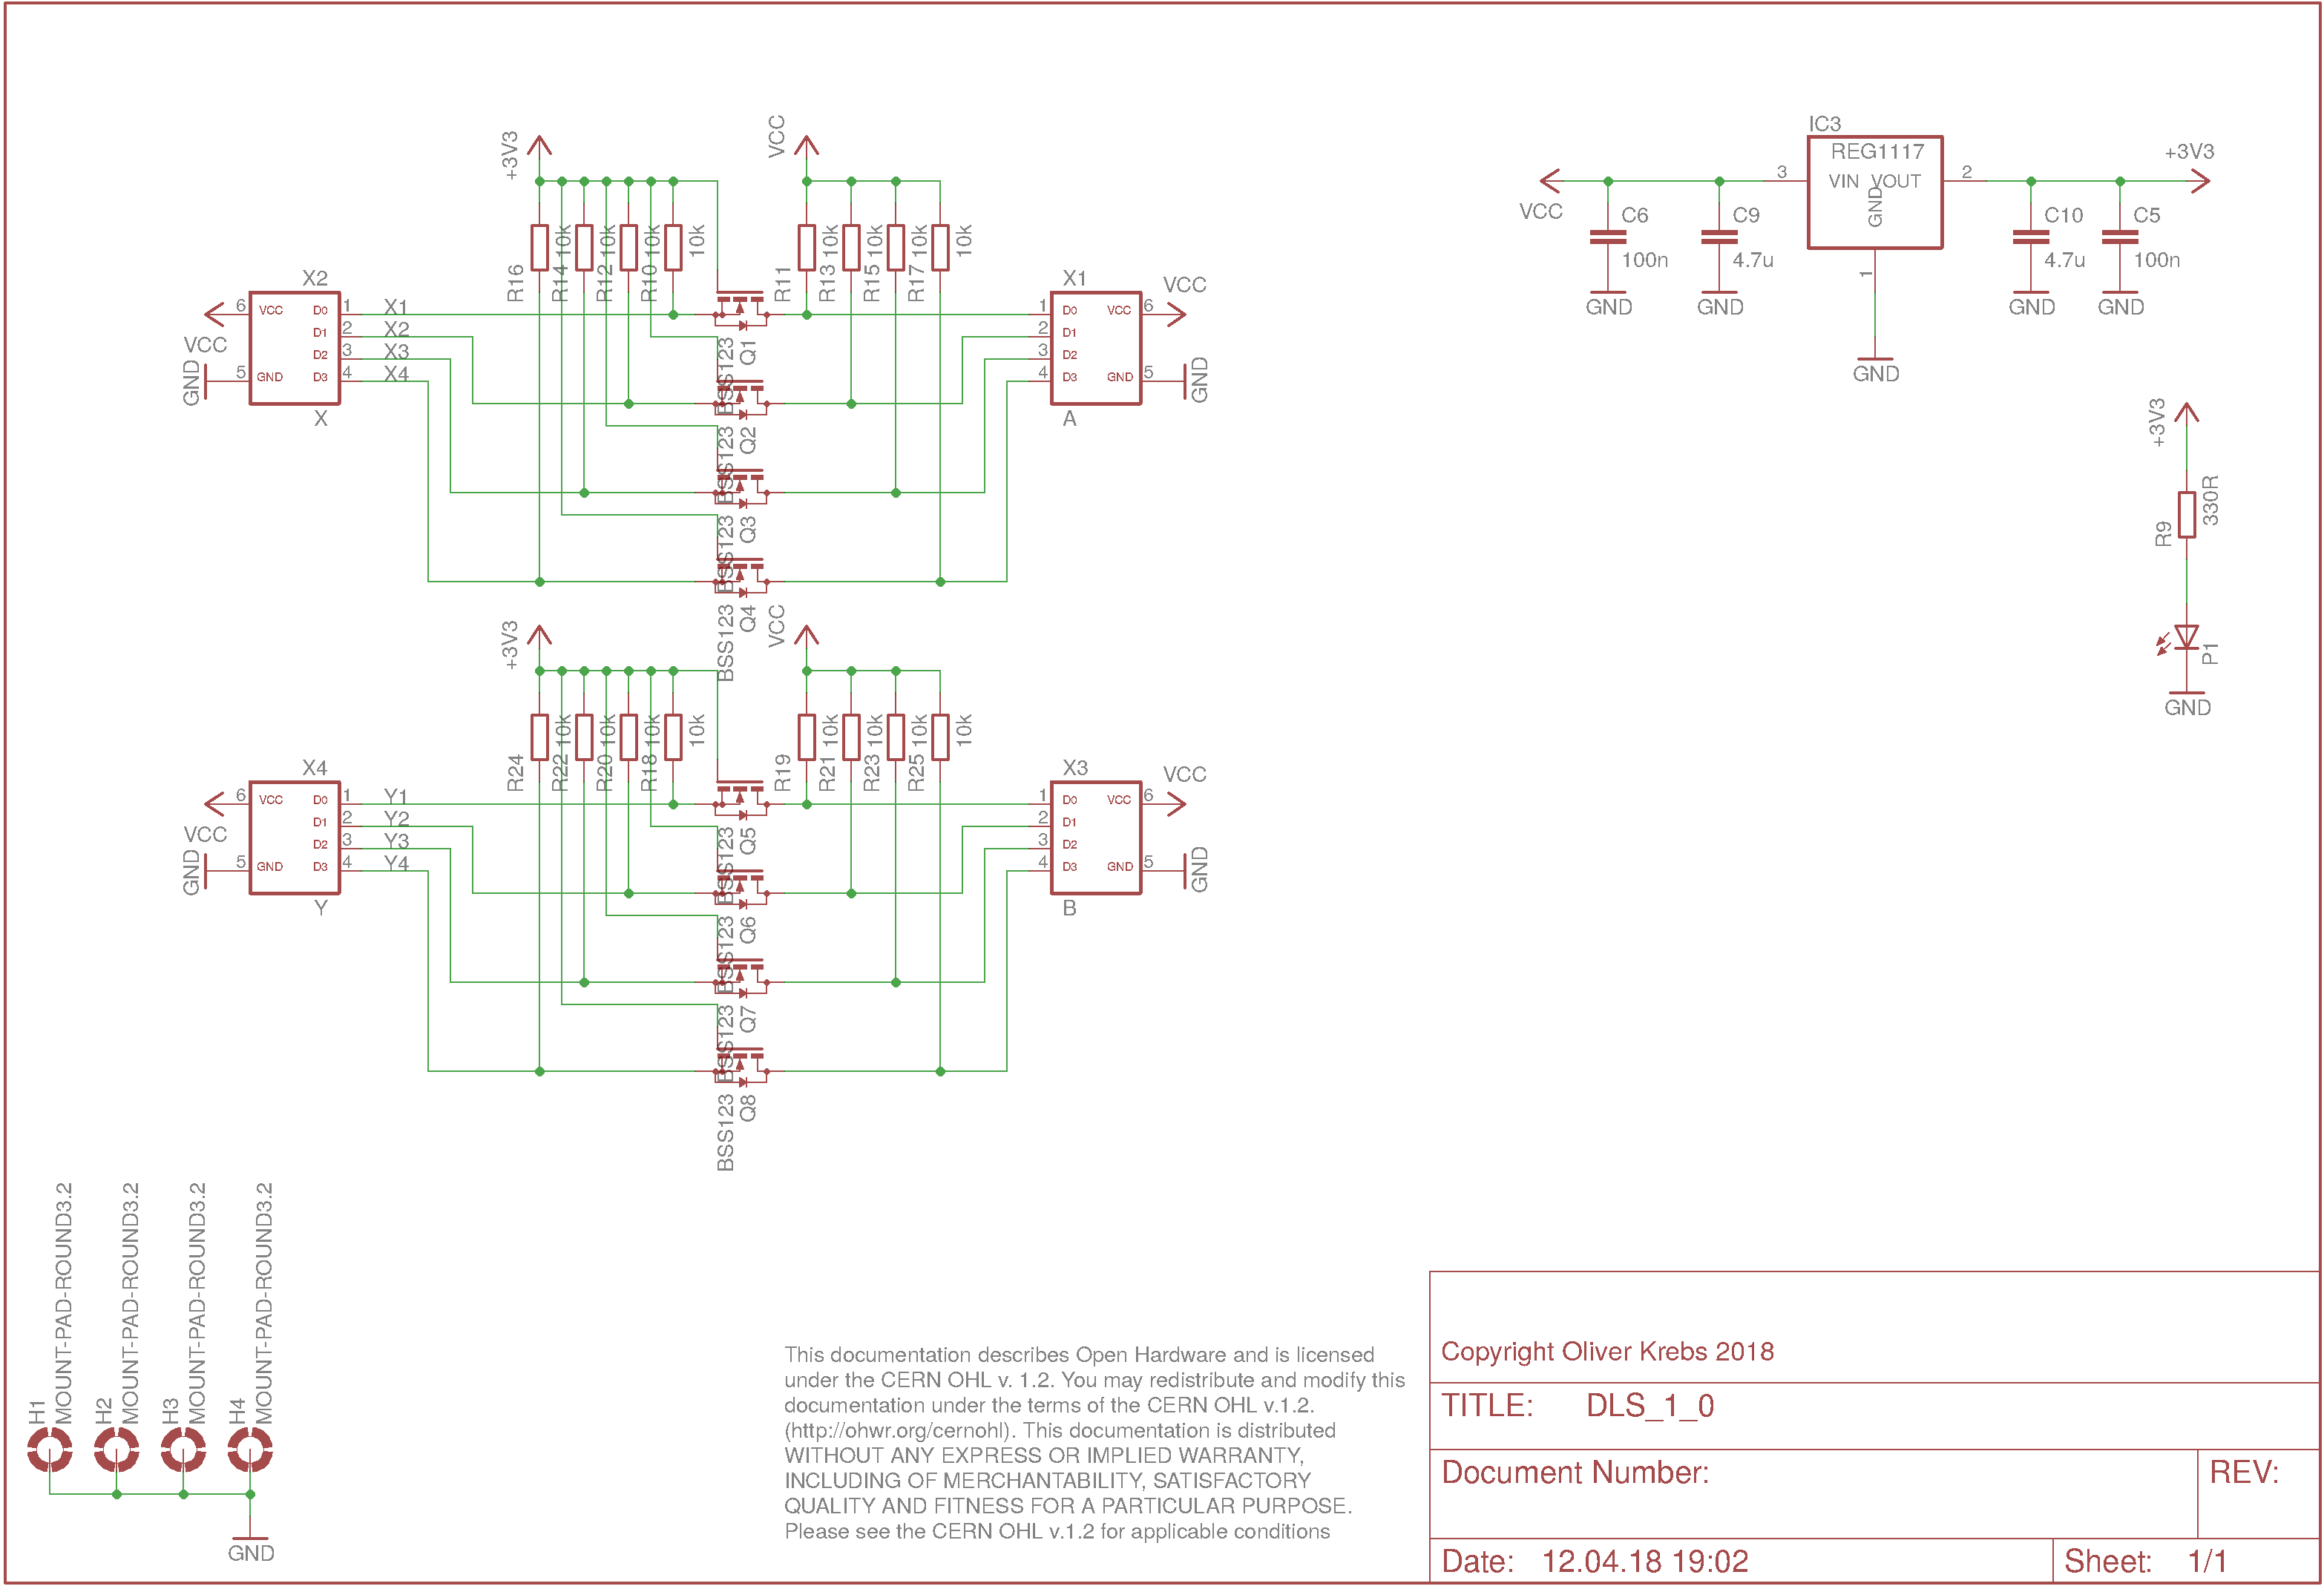 +3V3
VCC
R16
10k
R14
10k
R12
10k
R10
10k
R11
10k
R13
10k
R15
10k
R17
10k
X2
6
VCC
D0
1
X1
D1
2
X2
D2
3
X3
5
GND
D3
4
X4
VCC
GND
X
BSS123
Q1
BSS123
Q2
BSS123
Q3
BSS123
Q4
X1
1
D0
VCC
6
VCC
2
D1
3
D2
4
D3
GND
5
GND
A
IC3
REG1117
3
VIN
VOUT
2
GND
1
GND
VCC
+3V3
C6
100n
GND
C9
4.7u
GND
C10
4.7u
GND
C5
100n
GND
+3V3
R9
330R
P1
GND
+3V3
VCC
R24
10k
R22
10k
R20
10k
R18
10k
R19
10k
R21
10k
R23
10k
R25
10k
X4
6
VCC
D0
1
Y1
D1
2
Y2
D2
3
Y3
5
GND
D3
4
Y4
VCC
GND
Y
BSS123
Q5
BSS123
Q6
BSS123
Q7
BSS123
Q8
X3
1
D0
VCC
6
VCC
2
D1
3
D2
4
D3
GND
5
GND
B
H1
MOUNT-PAD-ROUND3.2
H2
MOUNT-PAD-ROUND3.2
H3
MOUNT-PAD-ROUND3.2
H4
MOUNT-PAD-ROUND3.2
GND
This documentation describes Open Hardware and is licensed
under the CERN OHL v. 1.2. You may redistribute and modify this
documentation under the terms of the CERN OHL v.1.2.
(http://ohwr.org/cernohl). This documentation is distributed
WITHOUT ANY EXPRESS OR IMPLIED WARRANTY,
INCLUDING OF MERCHANTABILITY, SATISFACTORY
QUALITY AND FITNESS FOR A PARTICULAR PURPOSE.
Please see the CERN OHL v.1.2 for applicable conditions
Copyright Oliver Krebs 2018
TITLE: DLS_1_0
Document Number:
REV:
Date: 12.04.18 19:02
Sheet: 1/1